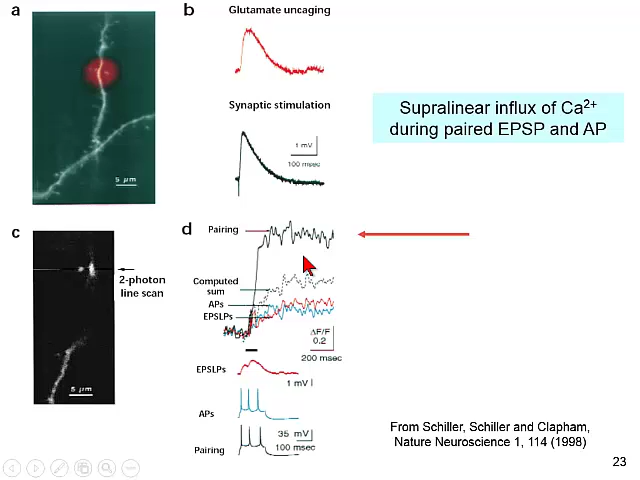 a
b
Glutamate uncaging
Synaptic stimulation
1 mV
100 msec
5 µm
Supralinear influx of Ca2+
during paired EPSP and AP
c
2-photon
line scan
5 µm
d
Pairing
Computed
sum
APs
EPSLPs
ΔF/F
0.2
200 msec
EPSLPs
1 mV
APs
35 mV
100 msec
Pairing
From Schiller, Schiller and Clapham,
Nature Neuroscience 1, 114 (1998)
23